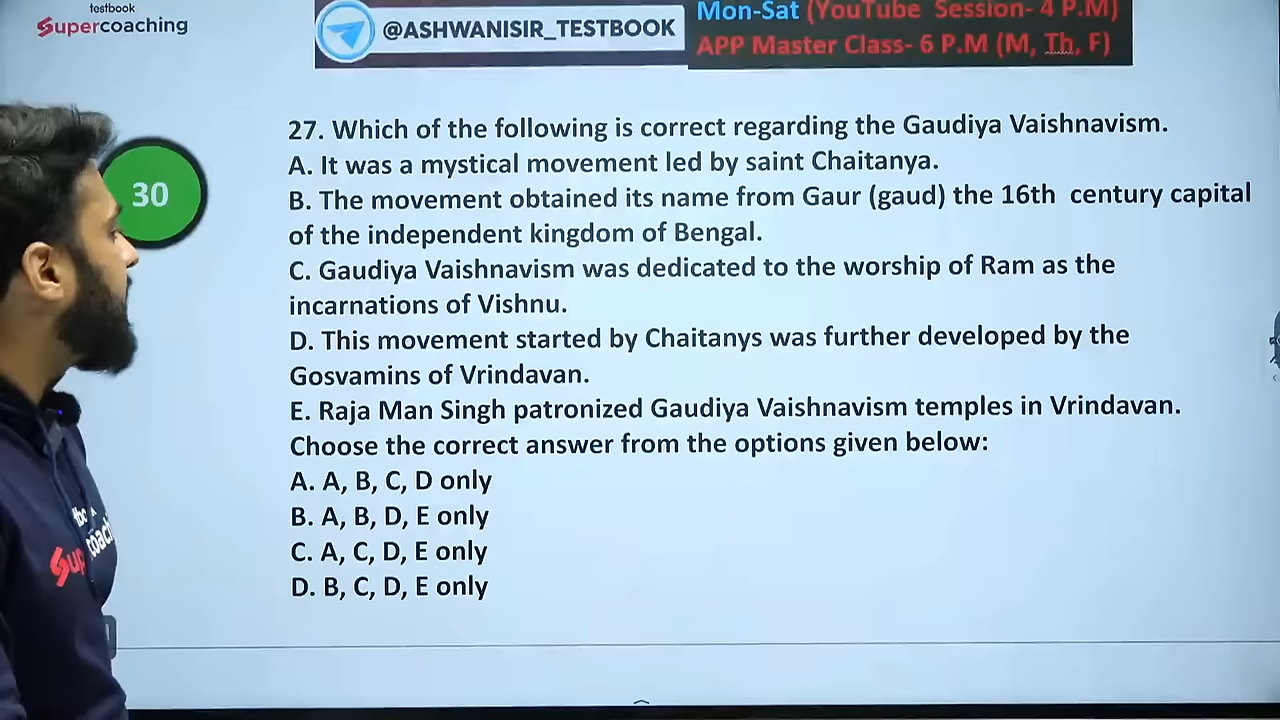 testbook
Supercoaching
@ASHWANISIR_TESTBOOK
Mon-Sat (YouTube Session- 4 P.M)
APP Master Class- 6 P.M (M, Th, F)
30
27. Which of the following is correct regarding the Gaudiya Vaishnavism.
A. It was a mystical movement led by saint Chaitanya.
B. The movement obtained its name from Gaur (gaud) the 16th century capital
of the independent kingdom of Bengal.
C. Gaudiya Vaishnavism was dedicated to the worship of Ram as the
incarnations of Vishnu.
D. This movement started by Chaitanys was further developed by the
Gosvamins of Vrindavan.
E. Raja Man Singh patronized Gaudiya Vaishnavism temples in Vrindavan.
Choose the correct answer from the options given below:
A. A, B, C, D only
B. A, B, D, E only
C. A, C, D, E only
D. B, C, D, E only